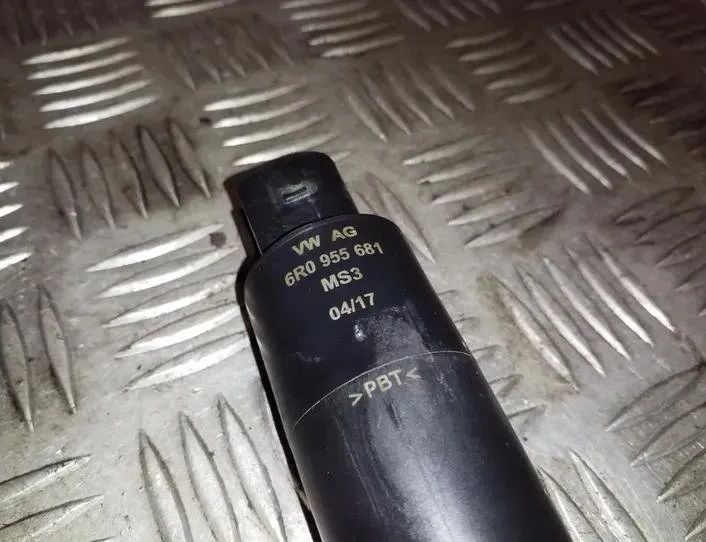 VW AG
6R0 955 681
MS3
04/17
>PBT<